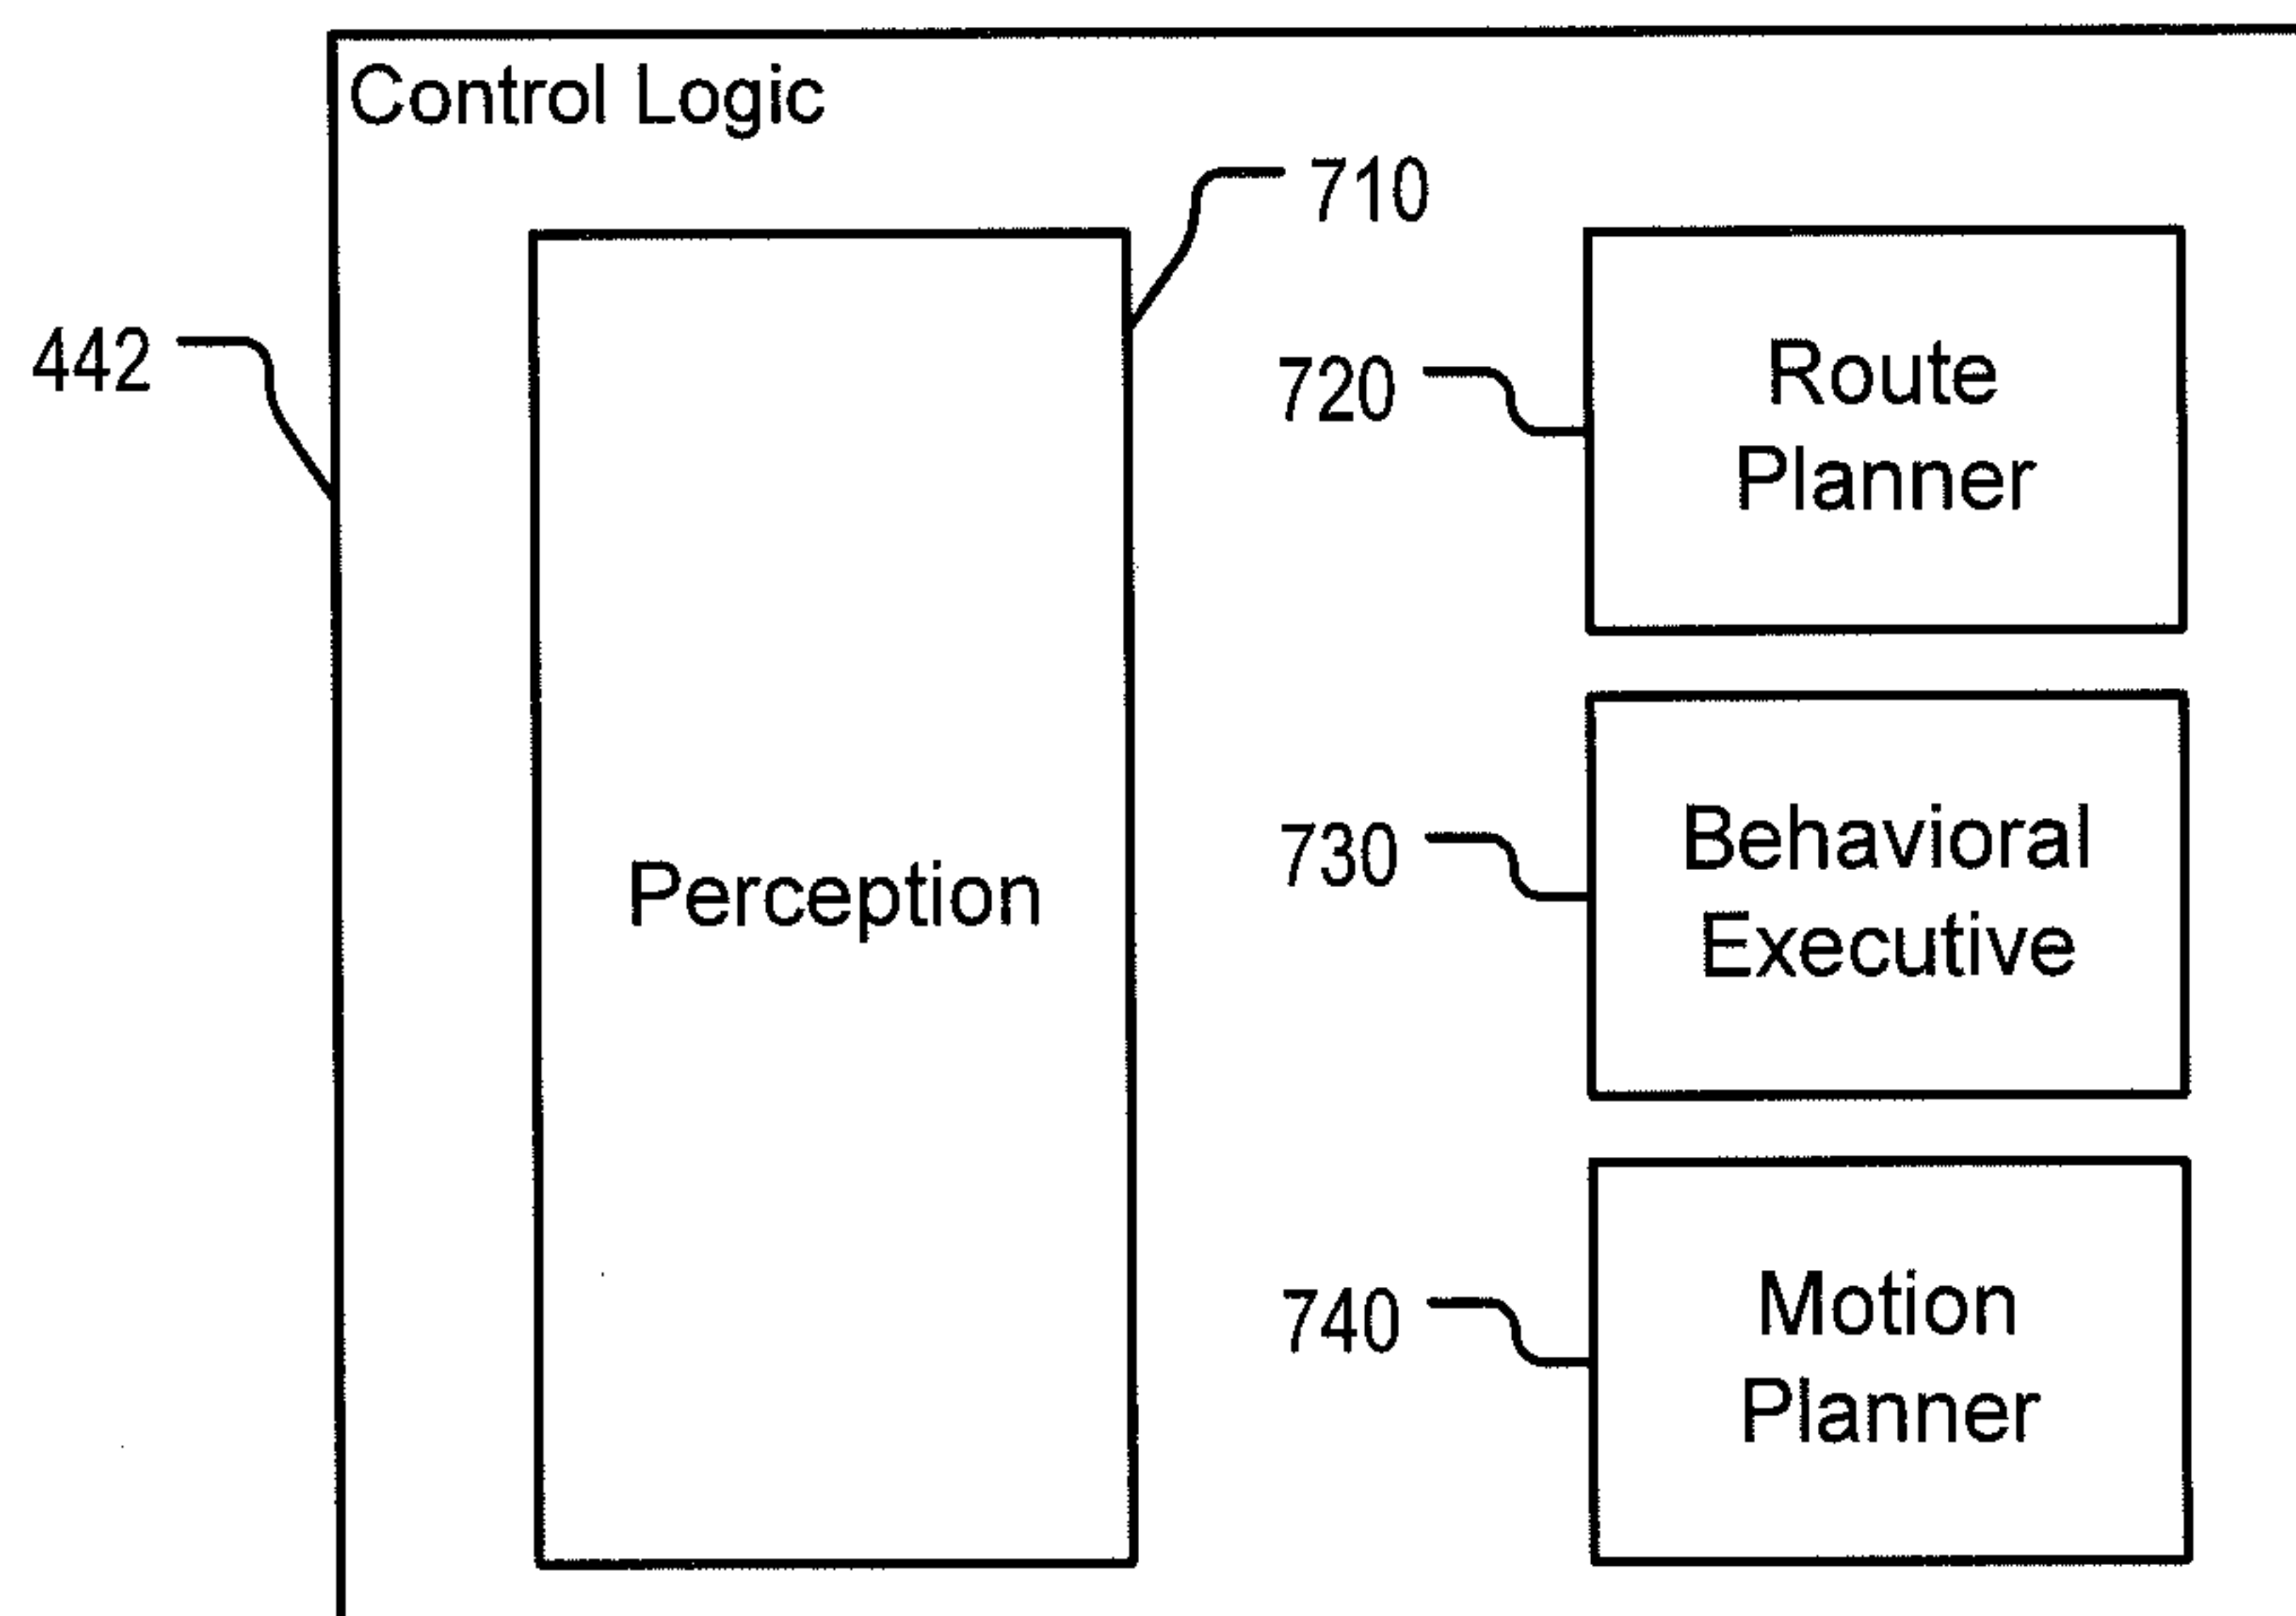 Control Logic
710
442
720
Route
Planner
Perception
730
Behavioral
Executive
740
Motion
Planner